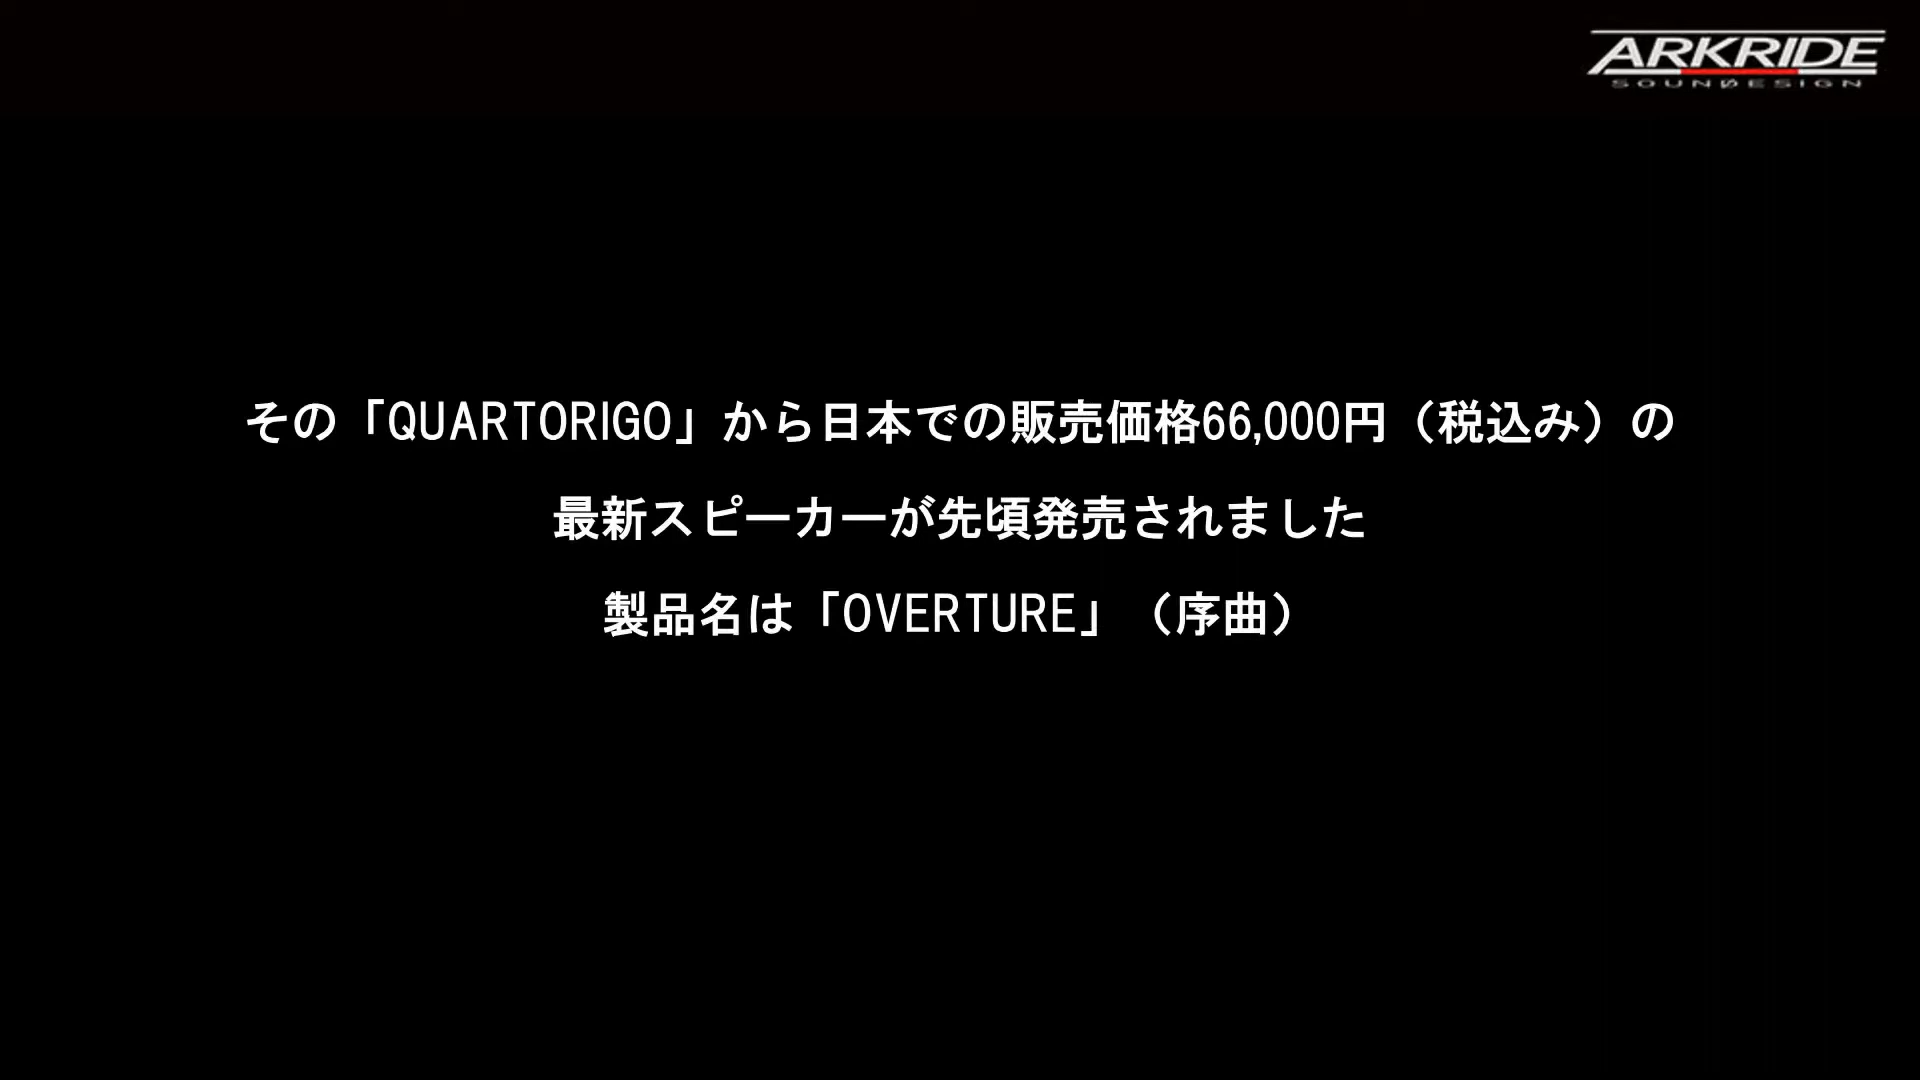 ARKRIDE
SOUNDESIGN
その「QUARTORIGO」から日本での販売価格66,000円（税込み）の
最新スピーカーが先頃発売されました
製品名は「OVERTURE」（序曲）